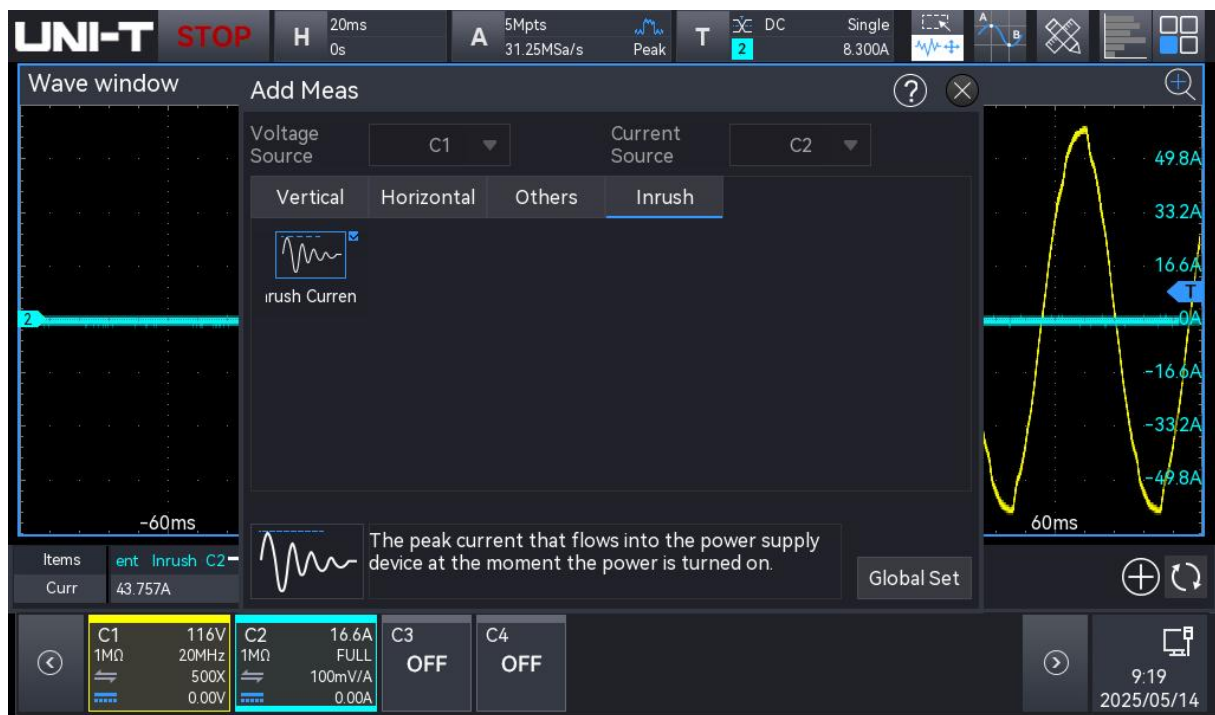 UNI-T STOP H 20ms A 5Mpts Peak T DC Single
0s 31.25MSa/s 2 8.300A
A B
Wave window
Add Meas ?
Voltage Source C1 Current Source C2
Vertical Horizontal Others Inrush
rush Curren
49.8A
33.2A
16.6A
T
2
0A
-16.6A
-33.2A
-49.8A
-60ms
60ms
The peak current that flows into the power supply
device at the moment the power is turned on.
Global Set
Items ent Inrush C2
Curr 43.757A
C1 116V
1MΩ 20MHz
500X
0.00V
C2 16.6A
1MΩ FULL
100mV/A
0.00A
C3
OFF
C4
OFF
9:19
2025/05/14